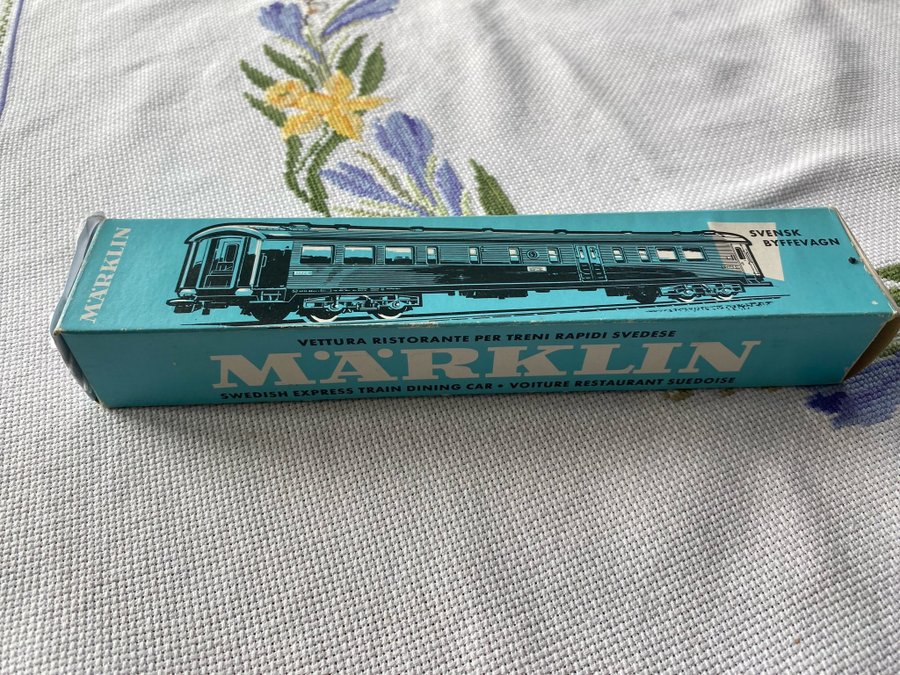 MÄRKLIN
SVENSK
BYFFEVAGN
VETTURA RISTORANTE PER TRENI RAPIDI SVEDESE
MÄRKLIN
SWEDISH EXPRESS TRAIN DINING CAR • VOITURE RESTAURANT SUEDOISE